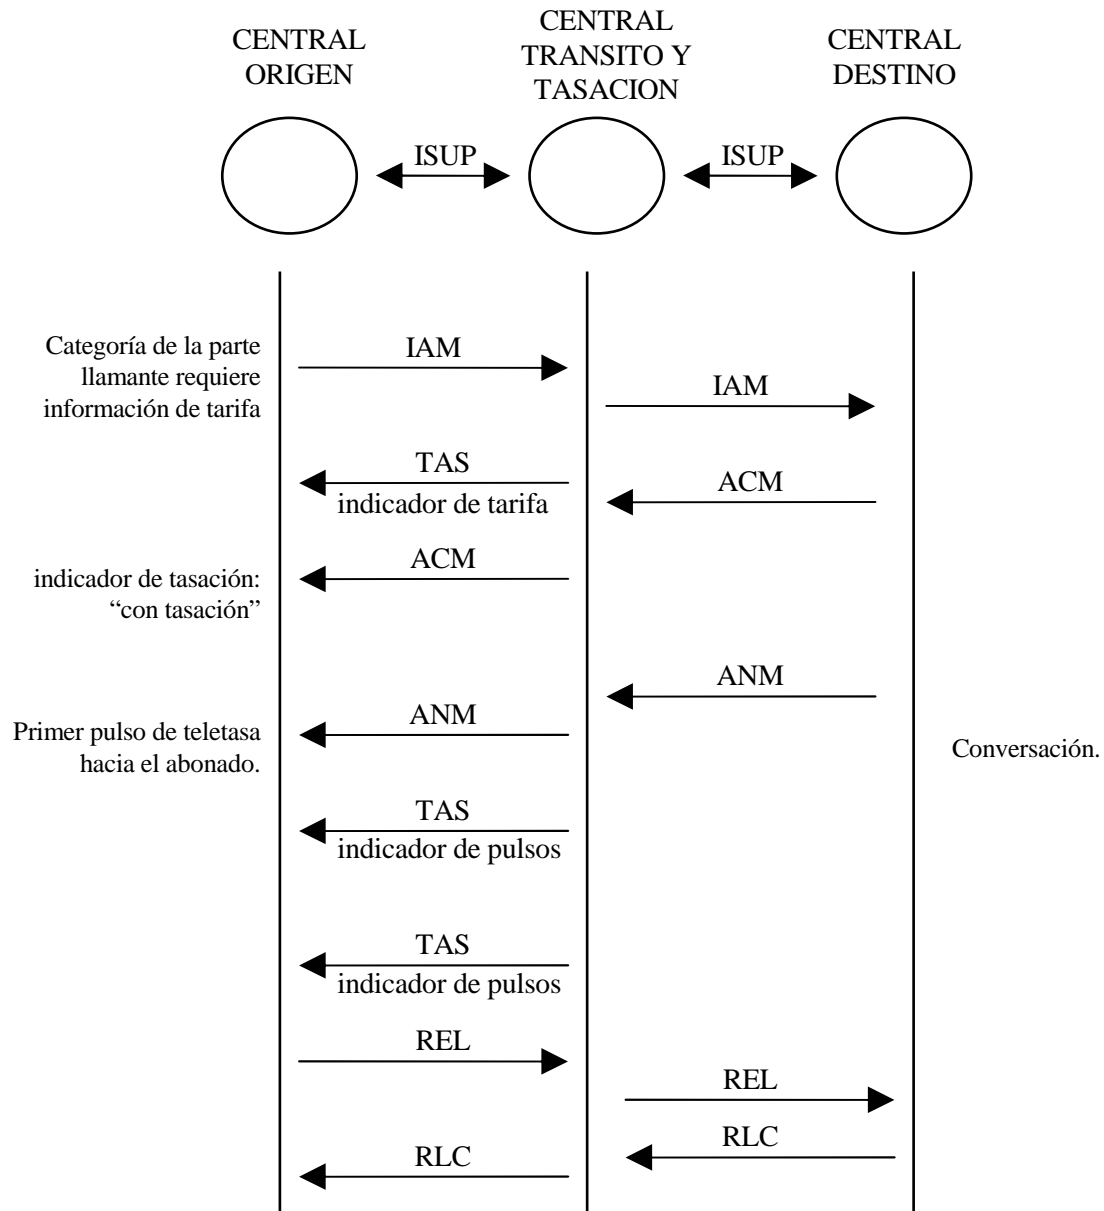 CENTRAL
ORIGEN
CENTRAL
TRANSITO Y
TASACION
CENTRAL
DESTINO
ISUP
ISUP
Categoría de la parte
llamante requiere
información de tarifa
IAM
IAM
TAS
indicador de tarifa
ACM
indicador de tasación:
“con tasación”
ACM
ANM
Primer pulso de teletasa
hacia el abonado.
ANM
Conversación.
TAS
indicador de pulsos
TAS
indicador de pulsos
REL
REL
RLC
RLC